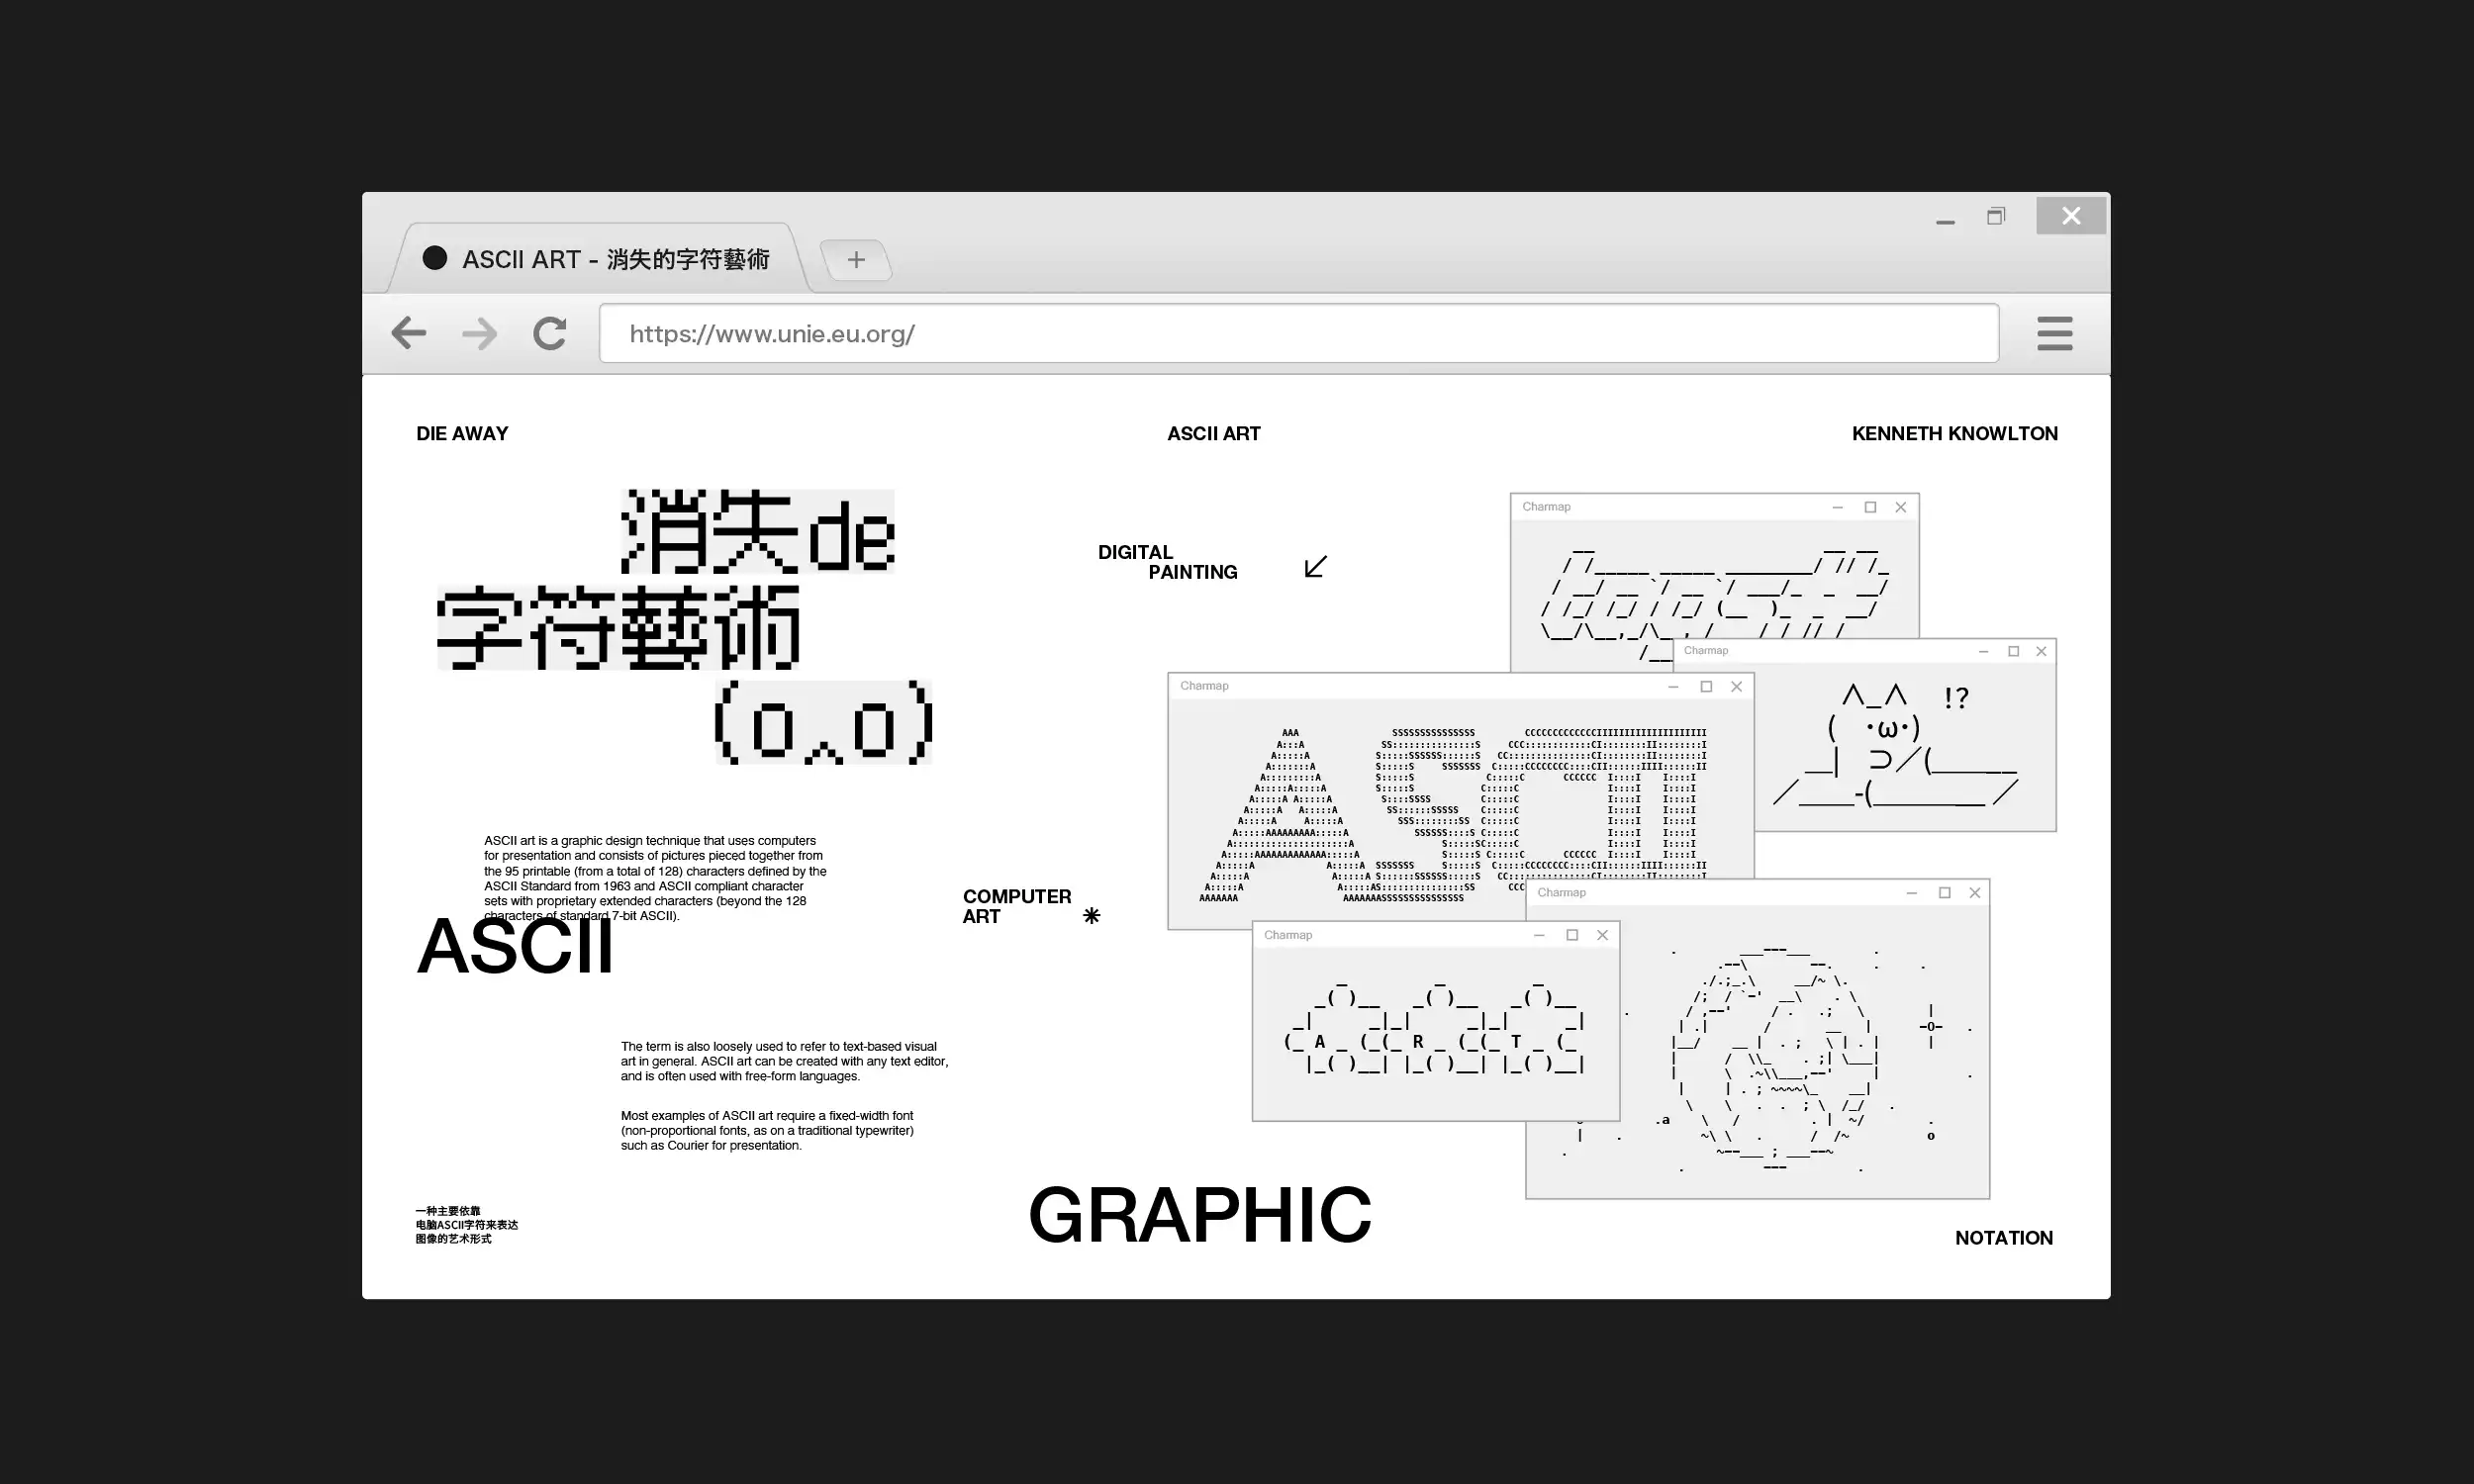 ASCII ART - 消失的字符藝術
https://www.unie.eu.org/
DIE AWAY
ASCII ART
KENNETH KNOWLTON
消失de
字符藝術
(o^o)
DIGITAL
PAINTING
ASCII art is a graphic design technique that uses computers
for presentation and consists of pictures pieced together from
the 95 printable (from a total of 128) characters defined by the
ASCII Standard from 1963 and ASCII compliant character
sets with proprietary extended characters (beyond the 128
characters of standard 7-bit ASCII).
ASCII
COMPUTER
ART
The term is also loosely used to refer to text-based visual
art in general. ASCII art can be created with any text editor,
and is often used with free-form languages.
Most examples of ASCII art require a fixed-width font
(non-proportional fonts, as on a traditional typewriter)
such as Courier for presentation.
一种主要依靠
电脑ASCII字符来表达
图像的艺术形式
GRAPHIC
NOTATION
Charmap
Charmap
!?
Charmap
ASCII
Charmap
A R T
Charmap